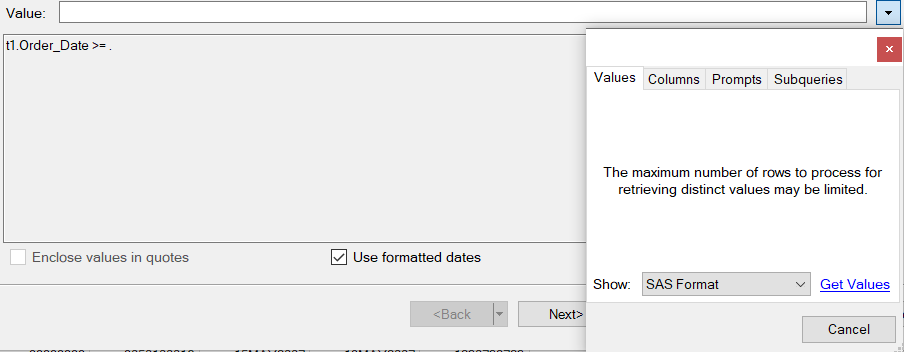 Value:
t1.Order_Date >= .
Values Columns Prompts Subqueries
The maximum number of rows to process for
retrieving distinct values may be limited.
Enclose values in quotes
Use formatted dates
Show: SAS Format Get Values
<Back Next>
Cancel